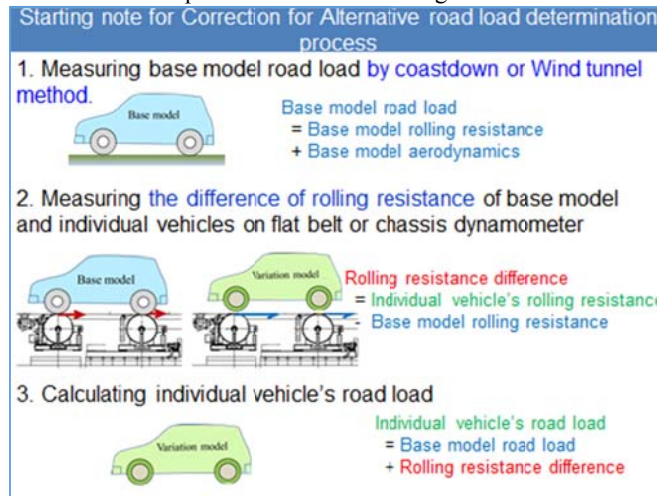 Starting note for Correction for Alternative road load determination
process
1. Measuring base model road load by coastdown or Wind tunnel
method.
Base model
Base model road load
= Base model rolling resistance
+ Base model aerodynamics
2. Measuring the difference of rolling resistance of base model
and individual vehicles on flat belt or chassis dynamometer
Base model
Variation model
Rolling resistance difference
= Individual vehicle's rolling resistance
- Base model rolling resistance
3. Calculating individual vehicle's road load
Variation model
Individual vehicle's road load
= Base model road load
+ Rolling resistance difference